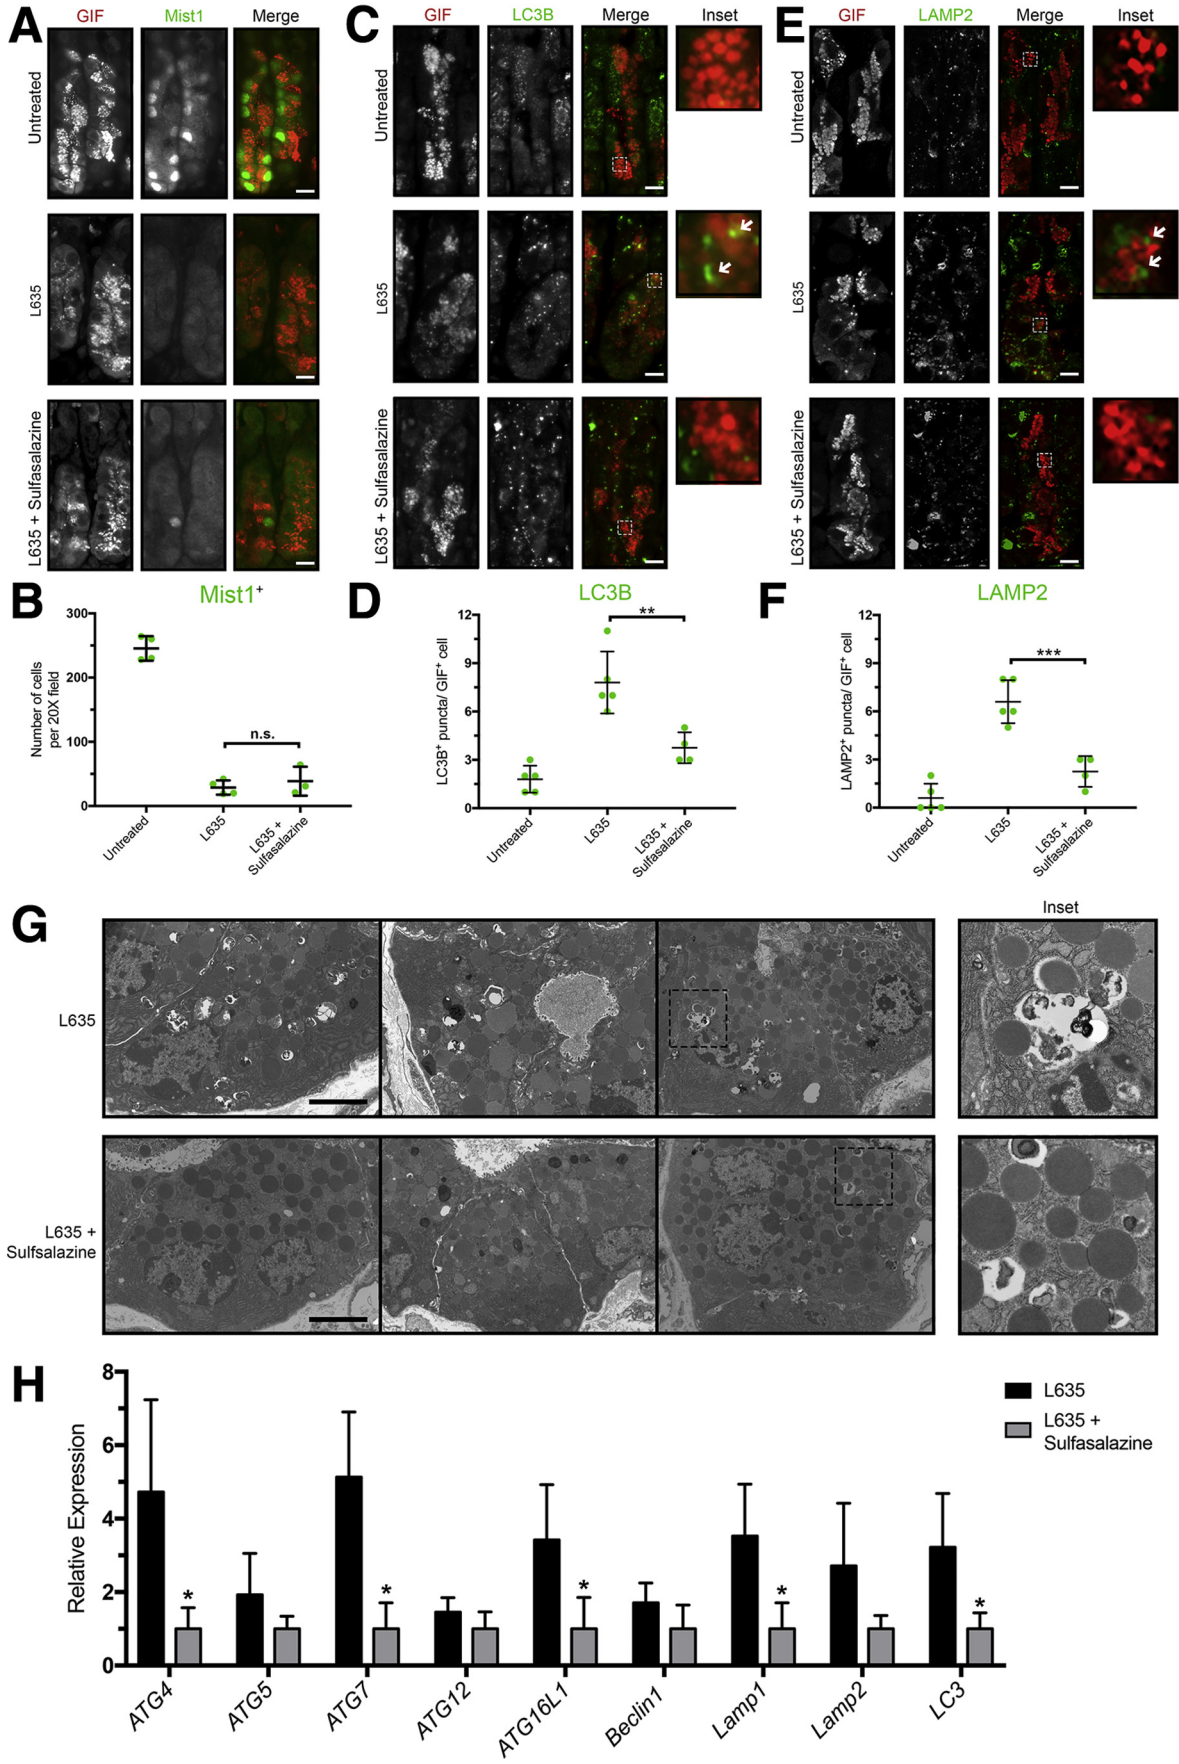 A
GIF
Mist1
Merge
Untreated
L635
L635 + Sulfasalazine
C
GIF
LC3B
Merge
Inset
Untreated
L635
L635 + Sulfasalazine
E
GIF
LAMP2
Merge
Inset
Untreated
L635
L635 + Sulfasalazine
B
Mist1+
Number of cells
per 20X field
300
200
100
0
n.s.
Untreated
L635
L635 +
Sulfasalazine
D
LC3B
LC3B+ puncta/ GIF+ cell
12
9
6
3
0
**
Untreated
L635
L635 +
Sulfasalazine
F
LAMP2
LAMP2+ puncta/ GIF+ cell
12
9
6
3
0
***
Untreated
L635
L635 +
Sulfasalazine
G
Inset
L635
L635 +
Sulfsalazine
H
Relative Expression
8
6
4
2
0
L635
L635 +
Sulfasalazine
*
*
*
*
*
ATG4
ATG5
ATG7
ATG12
ATG16L1
Beclin1
Lamp1
Lamp2
LC3